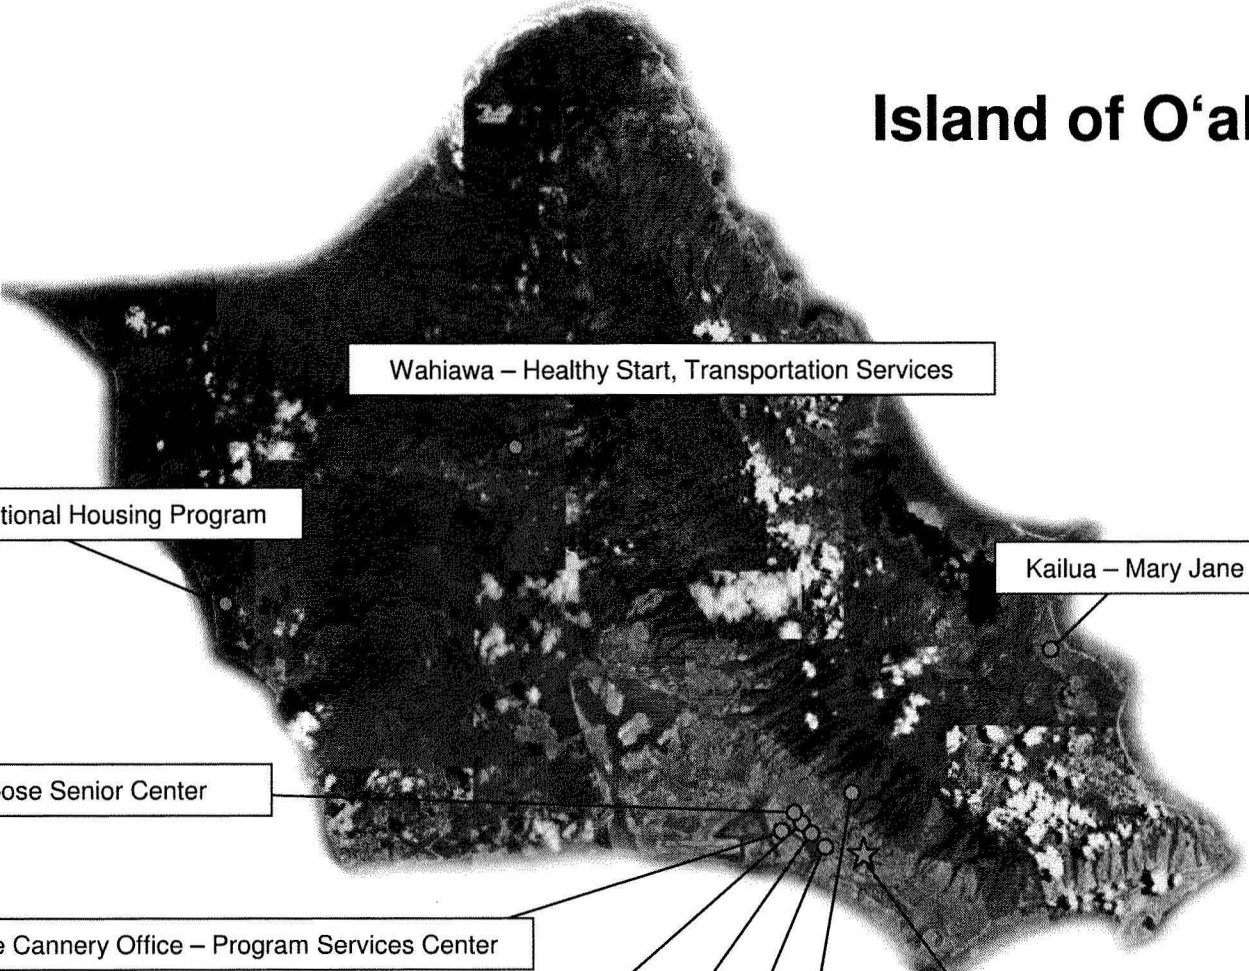 Island of O‘al
Wahiawa – Healthy Start, Transportation Services
tional Housing Program
Kailua – Mary Jane
ose Senior Center
e Cannery Office – Program Services Center